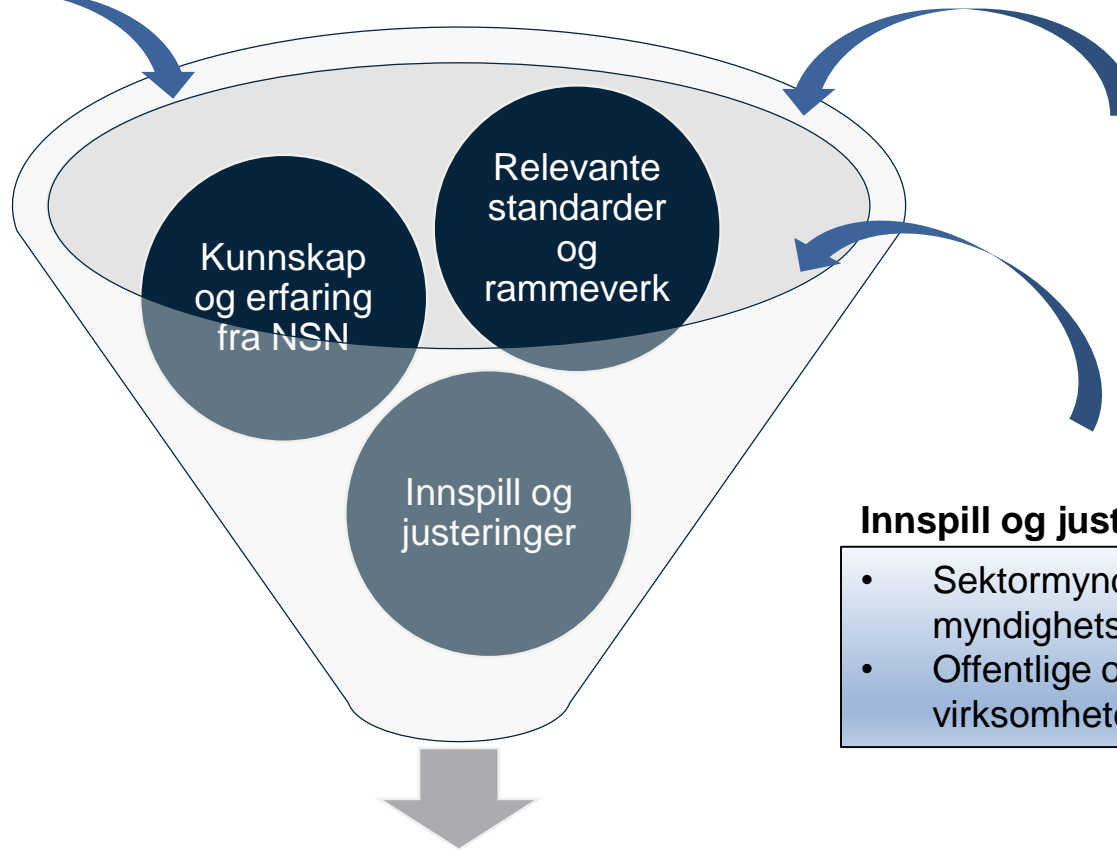 Relevante
standarder
og
rammeverk
Kunnskap
og erfaring
fra NSN
Innspill og
justeringer
Innspill og just
• Sektormynd
myndighets
• Offentlige o
virksomhete